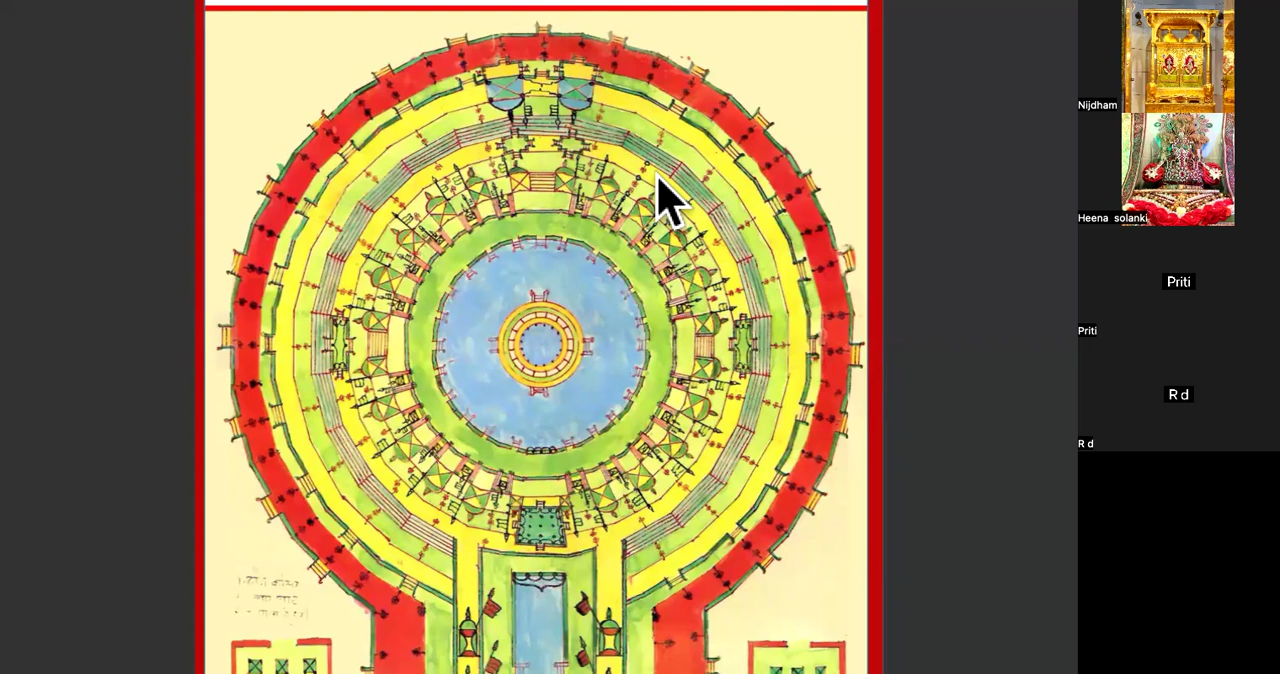 Nijdham
Heena solanki
Priti
Priti
R d
R d